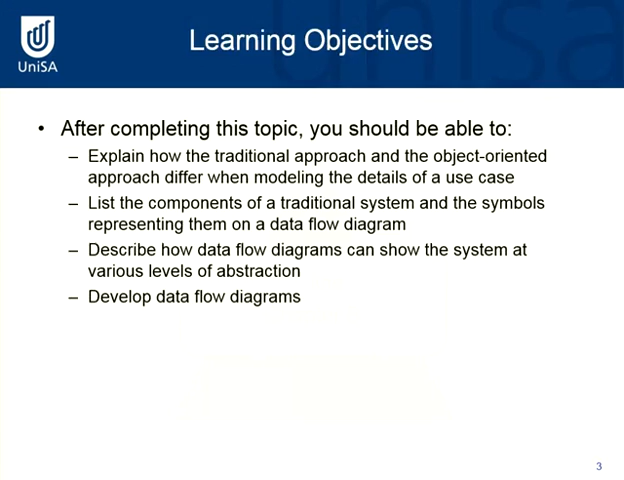 Learning Objectives
UniSA
• After completing this topic, you should be able to:
– Explain how the traditional approach and the object-oriented
approach differ when modeling the details of a use case
– List the components of a traditional system and the symbols
representing them on a data flow diagram
– Describe how data flow diagrams can show the system at
various levels of abstraction
– Develop data flow diagrams
3